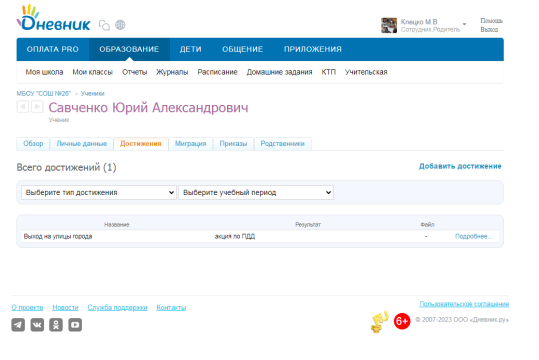 Дневник
Клецко М.В.
Сотрудник, Родитель
Помощь
Выход
ОПЛАТА PRO ОБРАЗОВАНИЕ ДЕТИ ОБЩЕНИЕ ПРИЛОЖЕНИЯ
Моя школа Мои классы Отчеты Журналы Расписание Домашние задания КТП Учительская
МБОУ "СОШ №26" › Ученики
Савченко Юрий Александрович
Ученик
Обзор Личные данные Достижения Миграция Приказы Родственники
Всего достижений (1) Добавить достижение
Выберите тип достижения Выберите учебный период
Название Результат Файл
Выход на улицы города акция по ПДД - Подробнее...
О проекте Новости Служба поддержки Контакты
Пользовательское соглашение
6+ © 2007-2023 ООО «Дневник.ру»